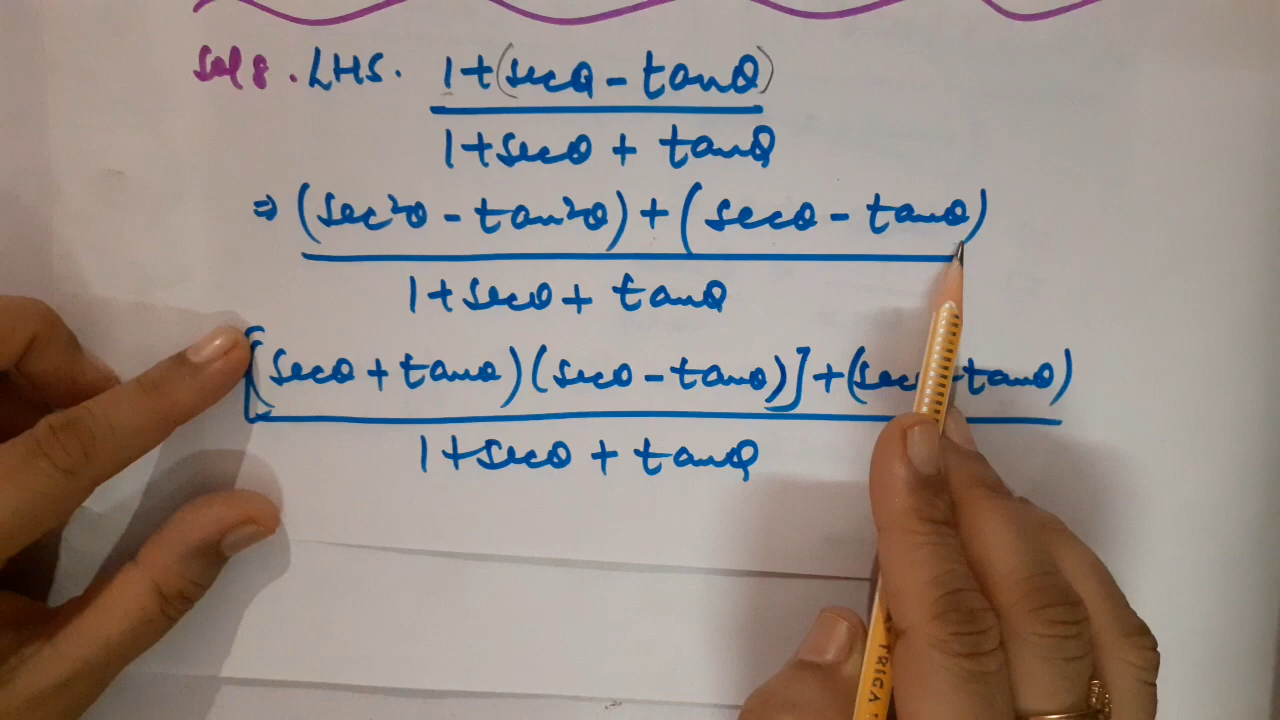 Sol 8. LHS. 1+(secθ - tanθ)
1+secθ + tanθ
⇒ (sec²θ - tan²θ) + (secθ - tanθ)
1+secθ + tanθ
[(secθ + tanθ)(secθ - tanθ)] + (sec - tanθ)
1+secθ + tanθ